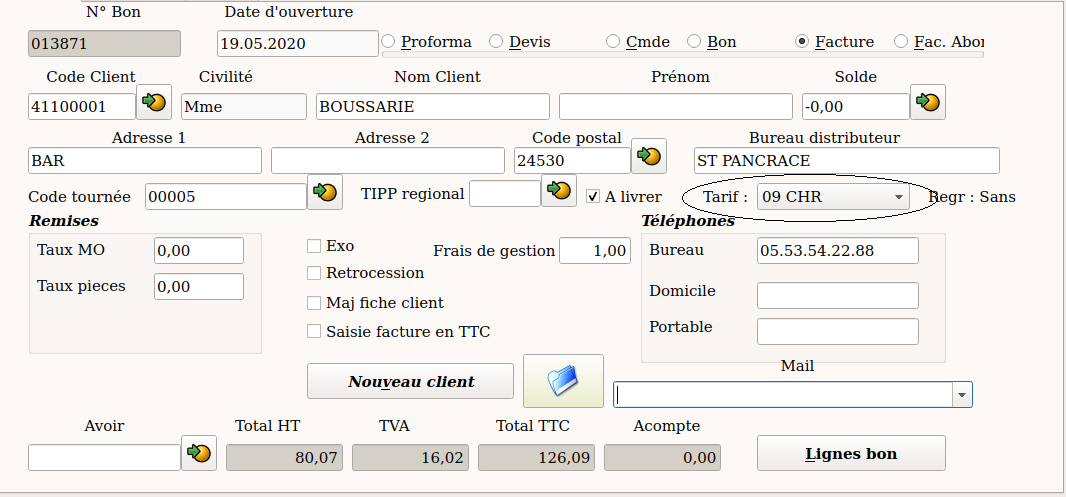 N° Bon Date d'ouverture
013871 19.05.2020 Proforma Devis Cmde Bon Facture Fac. Abon
Code Client Civilité Nom Client Prénom Solde
41100001 Mme BOUSSARIE -0,00
Adresse 1 Adresse 2 Code postal Bureau distributeur
BAR 24530 ST PANCRACE
Code tournée 00005 TIPP regional A livrer Tarif : 09 CHR Regr : Sans
Remises Téléphones
Taux MO 0,00 Exo Frais de gestion 1,00 Bureau 05.53.54.22.88
Retrocession
Taux pieces 0,00 Domicile
Maj fiche client
Saisie facture en TTC Portable
Mail
Nouveau client
Avoir Total HT TVA Total TTC Acompte
80,07 16,02 126,09 0,00 Lignes bon